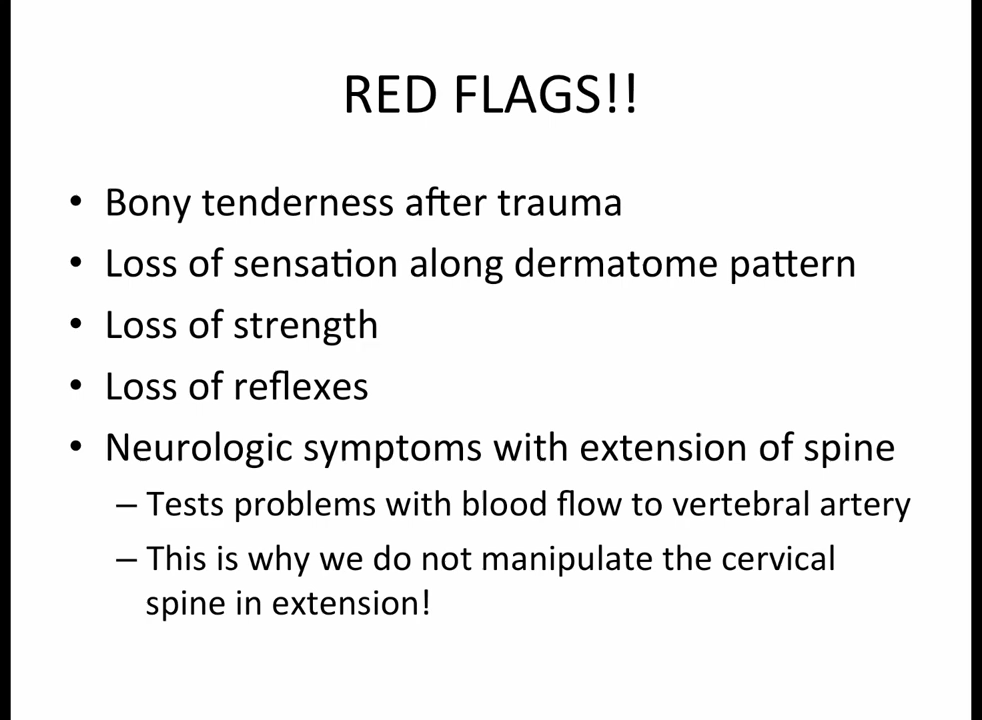 RED FLAGS!!
• Bony tenderness after trauma
• Loss of sensation along dermatome pattern
• Loss of strength
• Loss of reflexes
• Neurologic symptoms with extension of spine
– Tests problems with blood flow to vertebral artery
– This is why we do not manipulate the cervical
spine in extension!